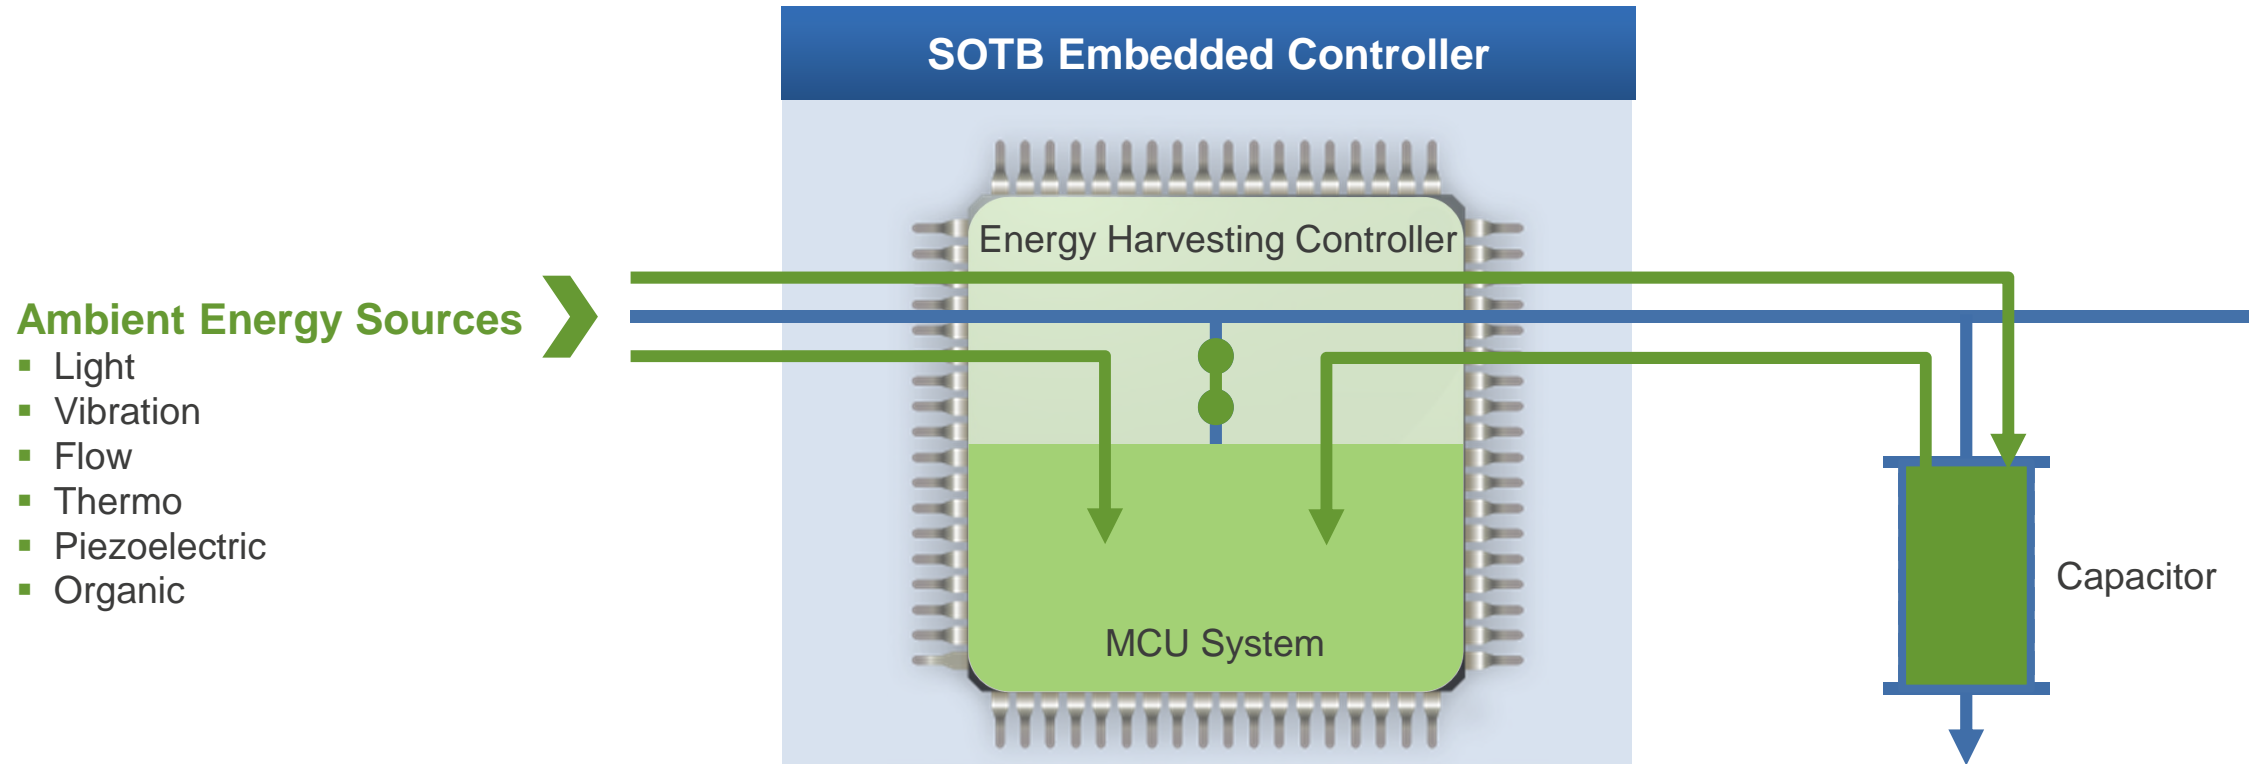 SOTB Embedded Controller
Energy Harvesting Controller
Ambient Energy Sources
▪ Light
▪ Vibration
▪ Flow
▪ Thermo
▪ Piezoelectric
▪ Organic
Capacitor
MCU System